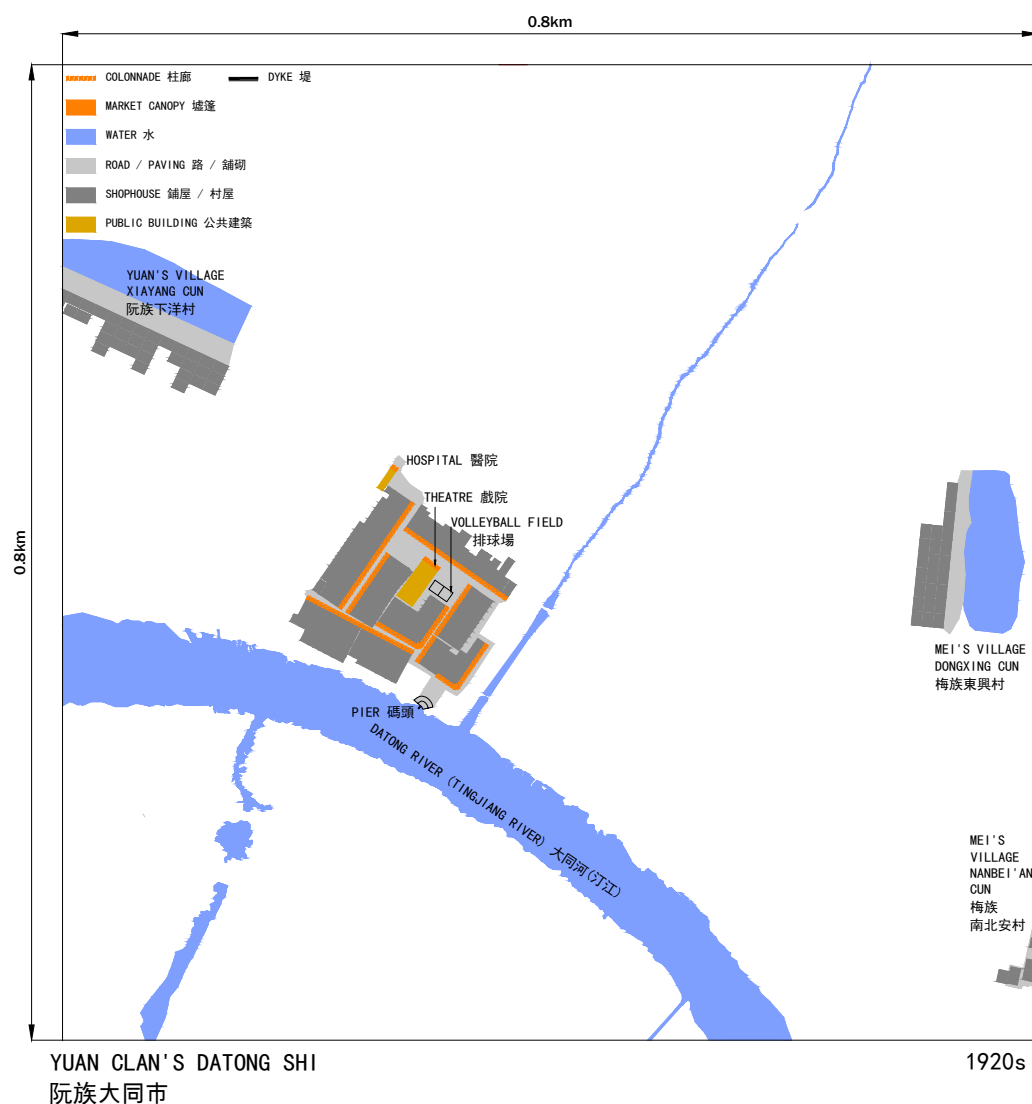 0.8km
COLONNADE 柱廊
DYKE 堤
MARKET CANOPY 墟篷
WATER 水
ROAD / PAVING 路 / 舖砌
SHOPHOUSE 鋪屋 / 村屋
PUBLIC BUILDING 公共建築
YUAN'S VILLAGE
XIAYANG CUN
阮族下洋村
HOSPITAL 醫院
THEATRE 戲院
VOLLEYBALL FIELD
排球場
0.8km
MEI'S VILLAGE
DONGXING CUN
梅族東興村
PIER 碼頭
DATONG RIVER (TINGJIANG RIVER) 大同河(汀江)
MEI'S
VILLAGE
NANBEI'AN
CUN
梅族
南北安村
YUAN CLAN'S DATONG SHI
阮族大同市
1920s